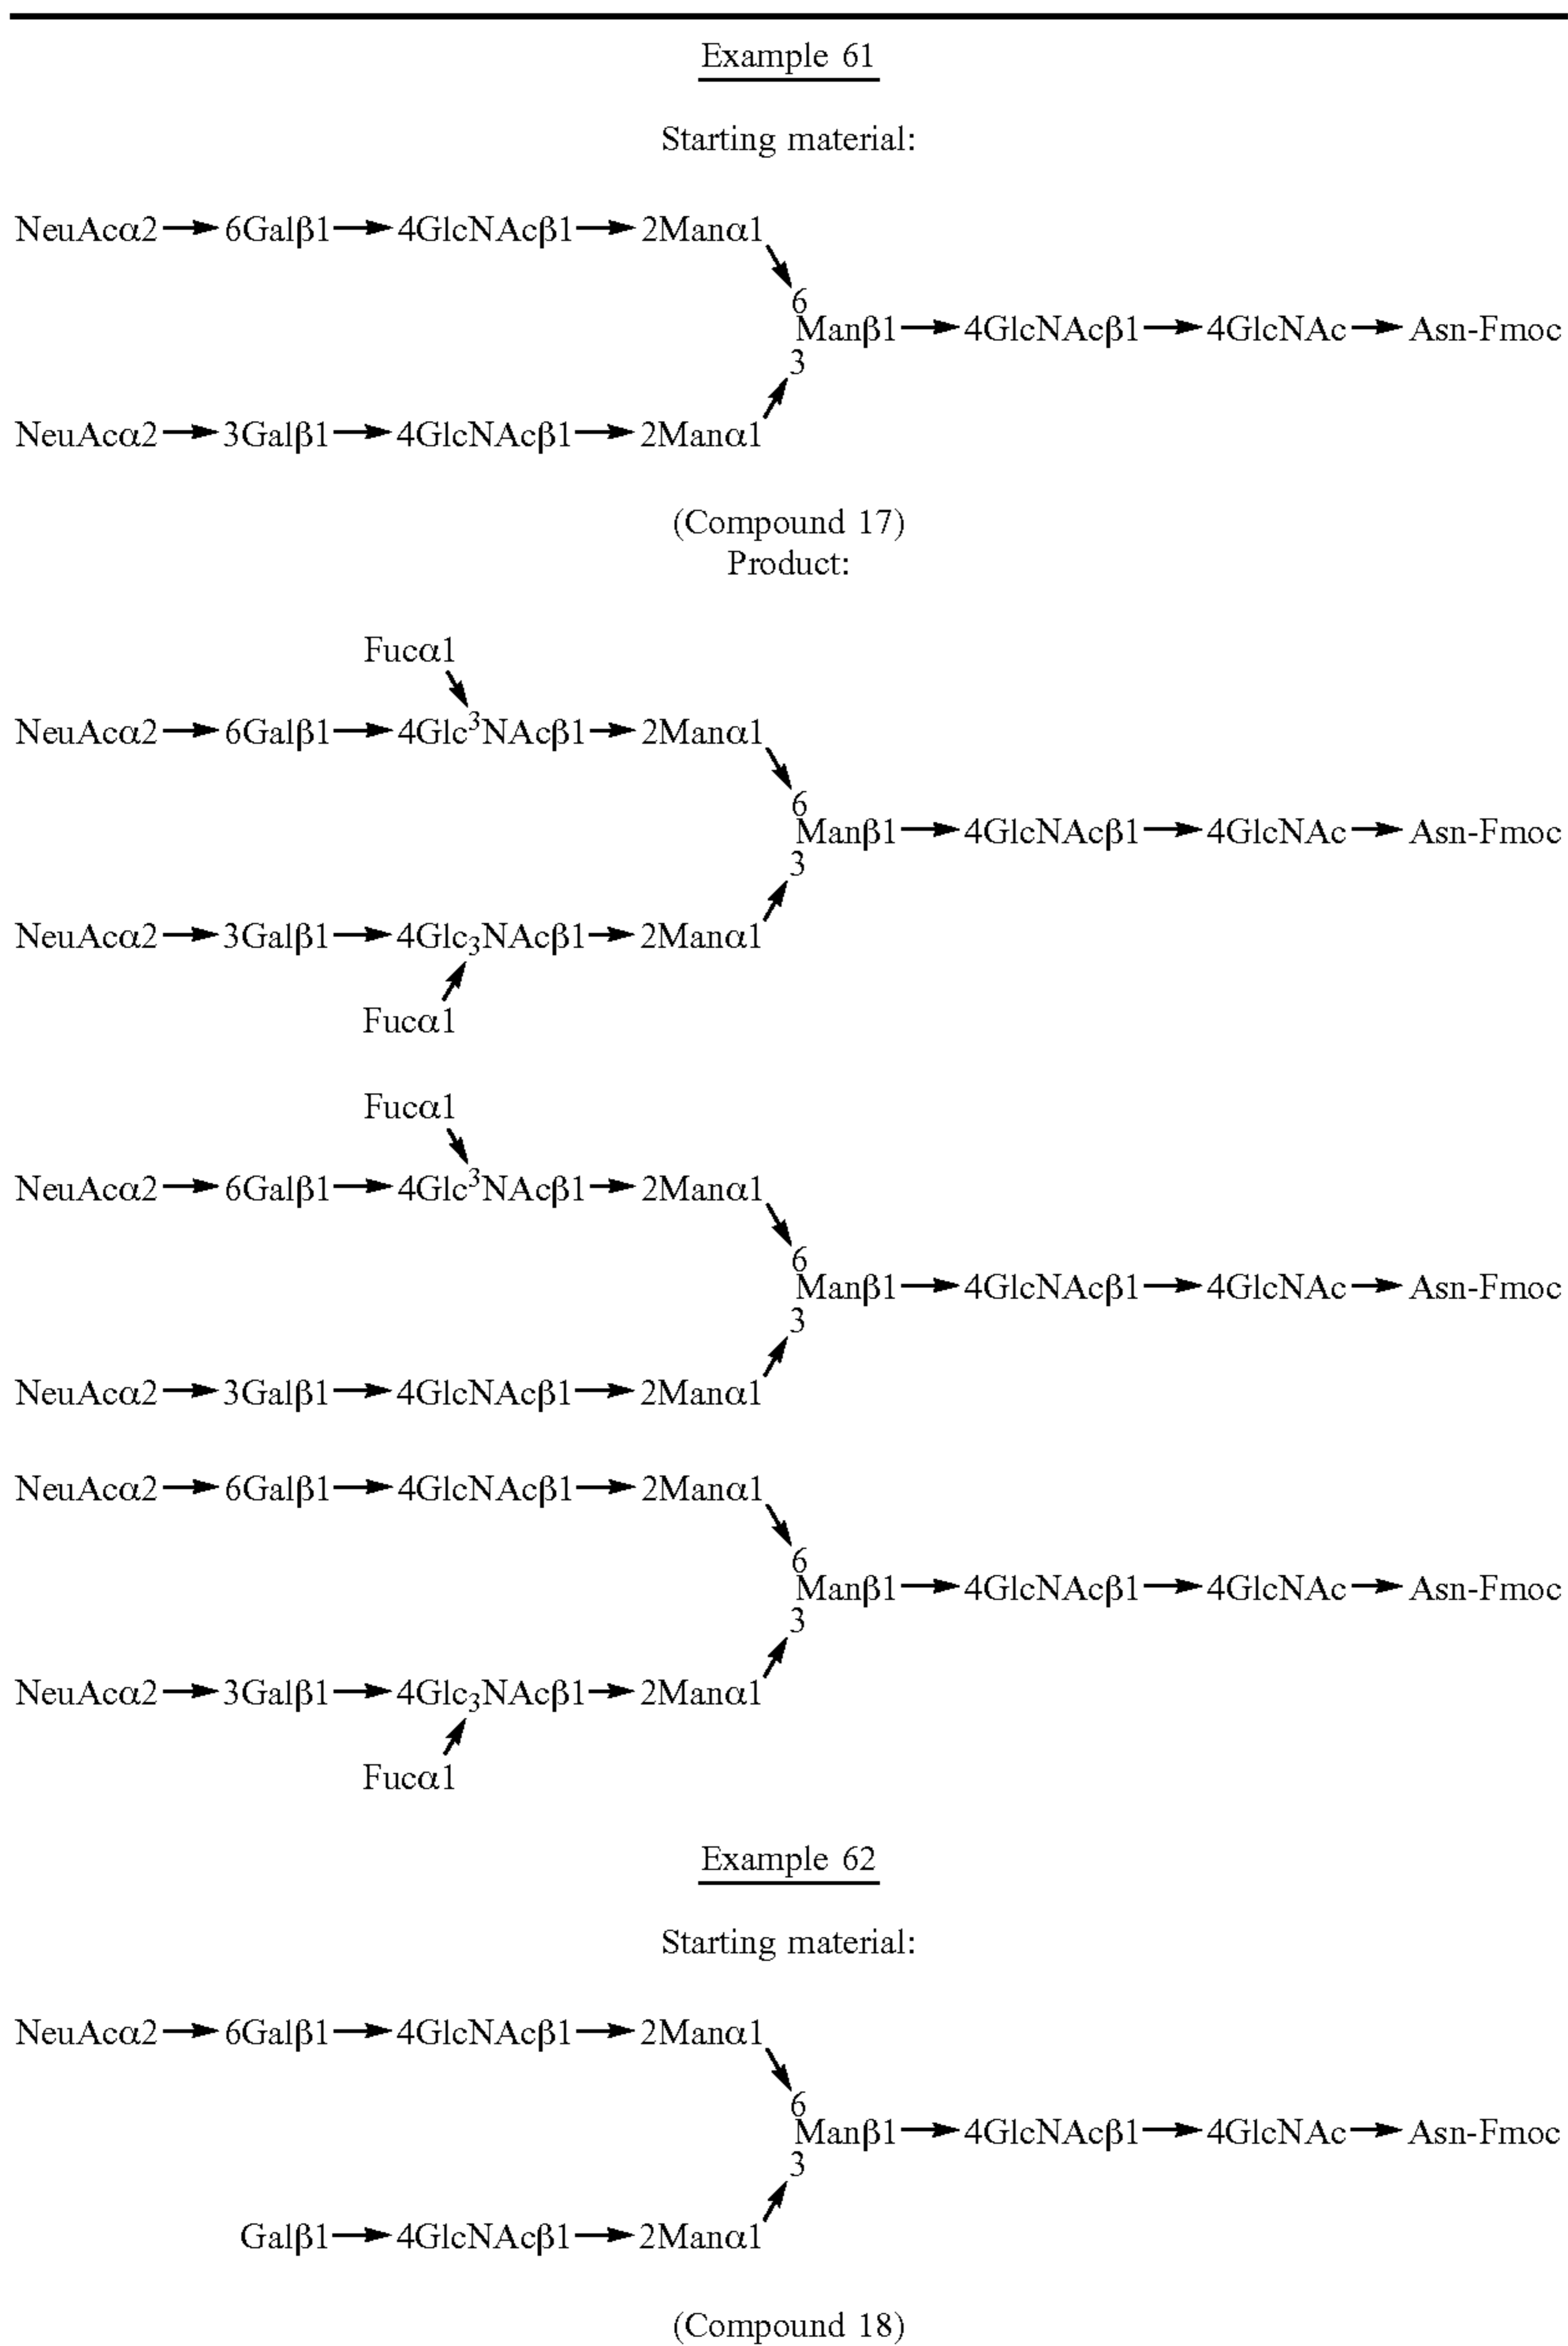 Example 61
Starting material:
NeuAcα2→6Galβ1→4GlcNAcβ1→2Manα1
6
Manβ1→4GlcNAcβ1→4GlcNAc→Asn-Fmoc
3
NeuAcα2→3Galβ1→4GlcNAcβ1→2Manα1
(Compound 17)
Product:
Fucα1
NeuAcα2→6Galβ1→4Glc³NAcβ1→2Manα1
6
Manβ1→4GlcNAcβ1→4GlcNAc→Asn-Fmoc
3
NeuAcα2→3Galβ1→4Glc₃NAcβ1→2Manα1
Fucα1
Fucα1
NeuAcα2→6Galβ1→4Glc³NAcβ1→2Manα1
6
Manβ1→4GlcNAcβ1→4GlcNAc→Asn-Fmoc
3
NeuAcα2→3Galβ1→4GlcNAcβ1→2Manα1
NeuAcα2→6Galβ1→4GlcNAcβ1→2Manα1
6
Manβ1→4GlcNAcβ1→4GlcNAc→Asn-Fmoc
3
NeuAcα2→3Galβ1→4Glc₃NAcβ1→2Manα1
Fucα1
Example 62
Starting material:
NeuAcα2→6Galβ1→4GlcNAcβ1→2Manα1
6
Manβ1→4GlcNAcβ1→4GlcNAc→Asn-Fmoc
3
Galβ1→4GlcNAcβ1→2Manα1
(Compound 18)